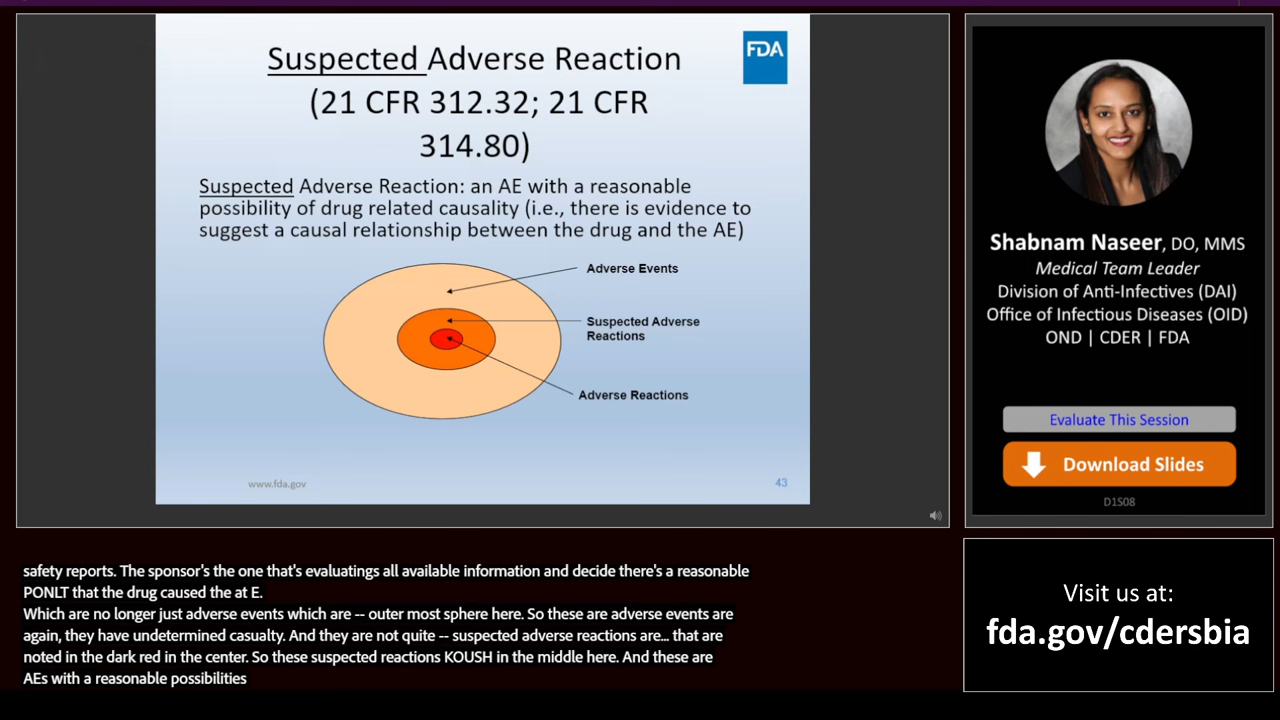 Suspected Adverse Reaction
(21 CFR 312.32; 21 CFR
314.80)
FDA
Suspected Adverse Reaction: an AE with a reasonable
possibility of drug related causality (i.e., there is evidence to
suggest a causal relationship between the drug and the AE)
Adverse Events
Suspected Adverse
Reactions
Adverse Reactions
www.fda.gov
43
Shabnam Naseer, DO, MMS
Medical Team Leader
Division of Anti-Infectives (DAI)
Office of Infectious Diseases (OID)
OND | CDER | FDA
Evaluate This Session
Download Slides
D1S08
safety reports. The sponsor's the one that's evaluatings all available information and decide there's a reasonable
PONLT that the drug caused the at E.
Which are no longer just adverse events which are -- outer most sphere here. So these are adverse events are
again, they have undetermined casualty. And they are not quite -- suspected adverse reactions are... that are
noted in the dark red in the center. So these suspected reactions KOUSH in the middle here. And these are
AEs with a reasonable possibilities
Visit us at:
fda.gov/cdersbia